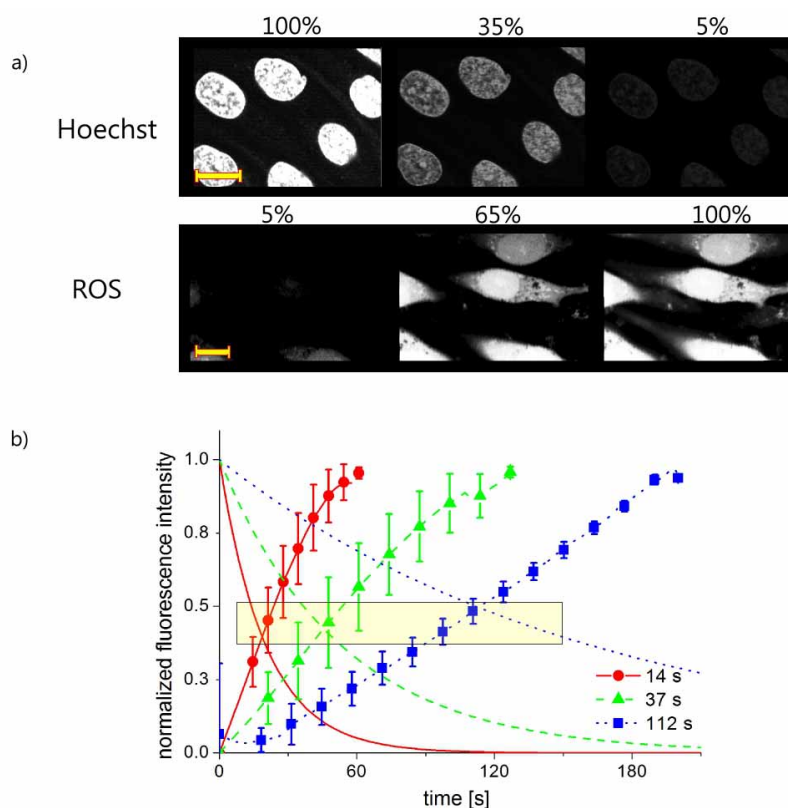 100% 35% 5%
a)
Hoechst
5% 65% 100%
ROS
b)
normalized fluorescence intensity
1.0
0.8
0.5
0.3
0.0
14 s
37 s
112 s
0 60 120 180
time [s]